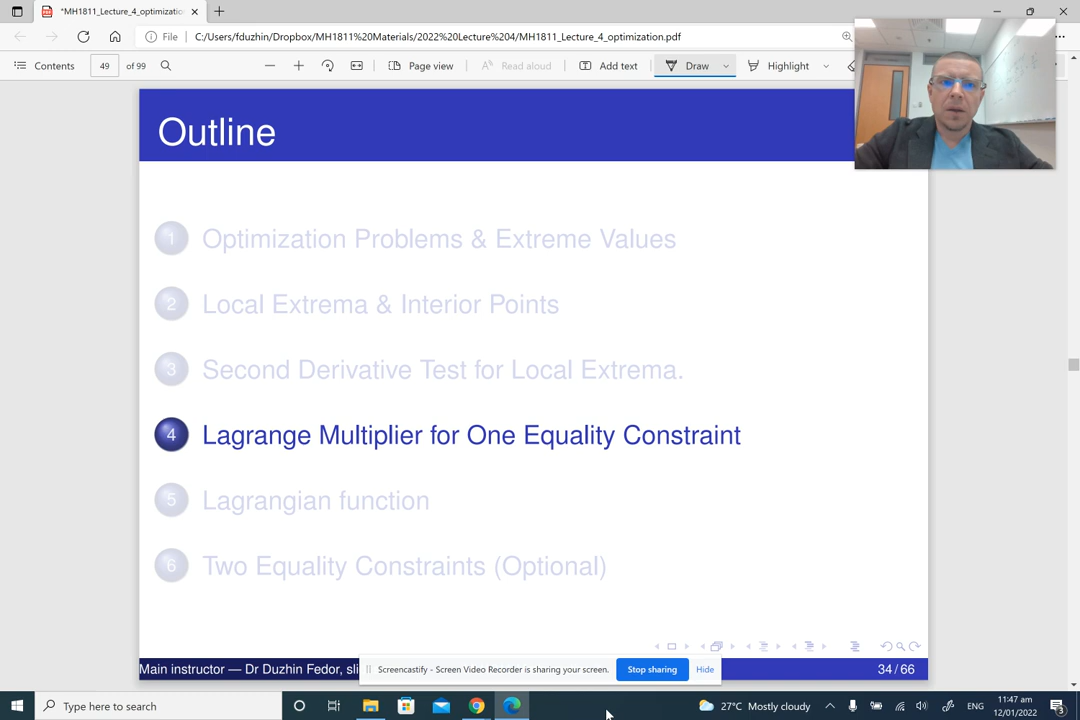 *MH1811_Lecture_4_optimizatio
File
C:/Users/fduzhin/Dropbox/MH1811%20Materials/2022%20Lecture%204/MH1811_Lecture_4_optimization.pdf
Contents
49
of 99
Page view
Read aloud
Add text
Draw
Highlight
Outline
1
Optimization Problems & Extreme Values
2
Local Extrema & Interior Points
3
Second Derivative Test for Local Extrema.
4
Lagrange Multiplier for One Equality Constraint
5
Lagrangian function
6
Two Equality Constraints (Optional)
Main instructor — Dr Duzhin Fedor, sli
34 / 66
Screencastify - Screen Video Recorder is sharing your screen.
Stop sharing
Hide
Type here to search
27°C Mostly cloudy
ENG
11:47 am
12/01/2022
3